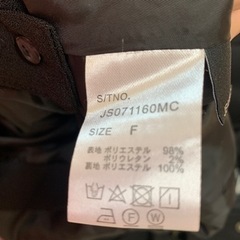 S/TNO.
JS071160MC
SIZE F
表地 ポリエステル 98%
ポリウレタン 2%
裏地 ポリエステル 100%
F W